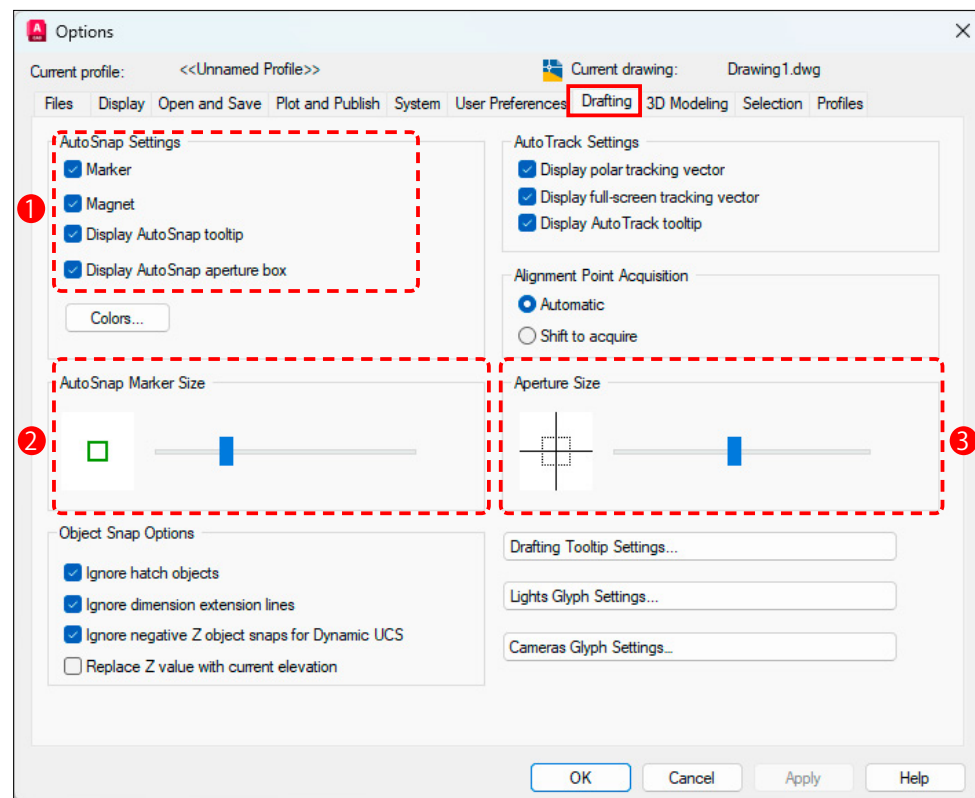 Options
Current profile: <<Unnamed Profile>> Current drawing: Drawing1.dwg
Files Display Open and Save Plot and Publish System User Preferences Drafting 3D Modeling Selection Profiles
AutoSnap Settings
Marker
1
Magnet
Display AutoSnap tooltip
Display AutoSnap aperture box
Colors...
AutoTrack Settings
Display polar tracking vector
Display full-screen tracking vector
Display AutoTrack tooltip
Alignment Point Acquisition
Automatic
Shift to acquire
AutoSnap Marker Size
2
Aperture Size
3
Object Snap Options
Ignore hatch objects
Ignore dimension extension lines
Ignore negative Z object snaps for Dynamic UCS
Replace Z value with current elevation
Drafting Tooltip Settings...
Lights Glyph Settings...
Cameras Glyph Settings...
OK Cancel Apply Help